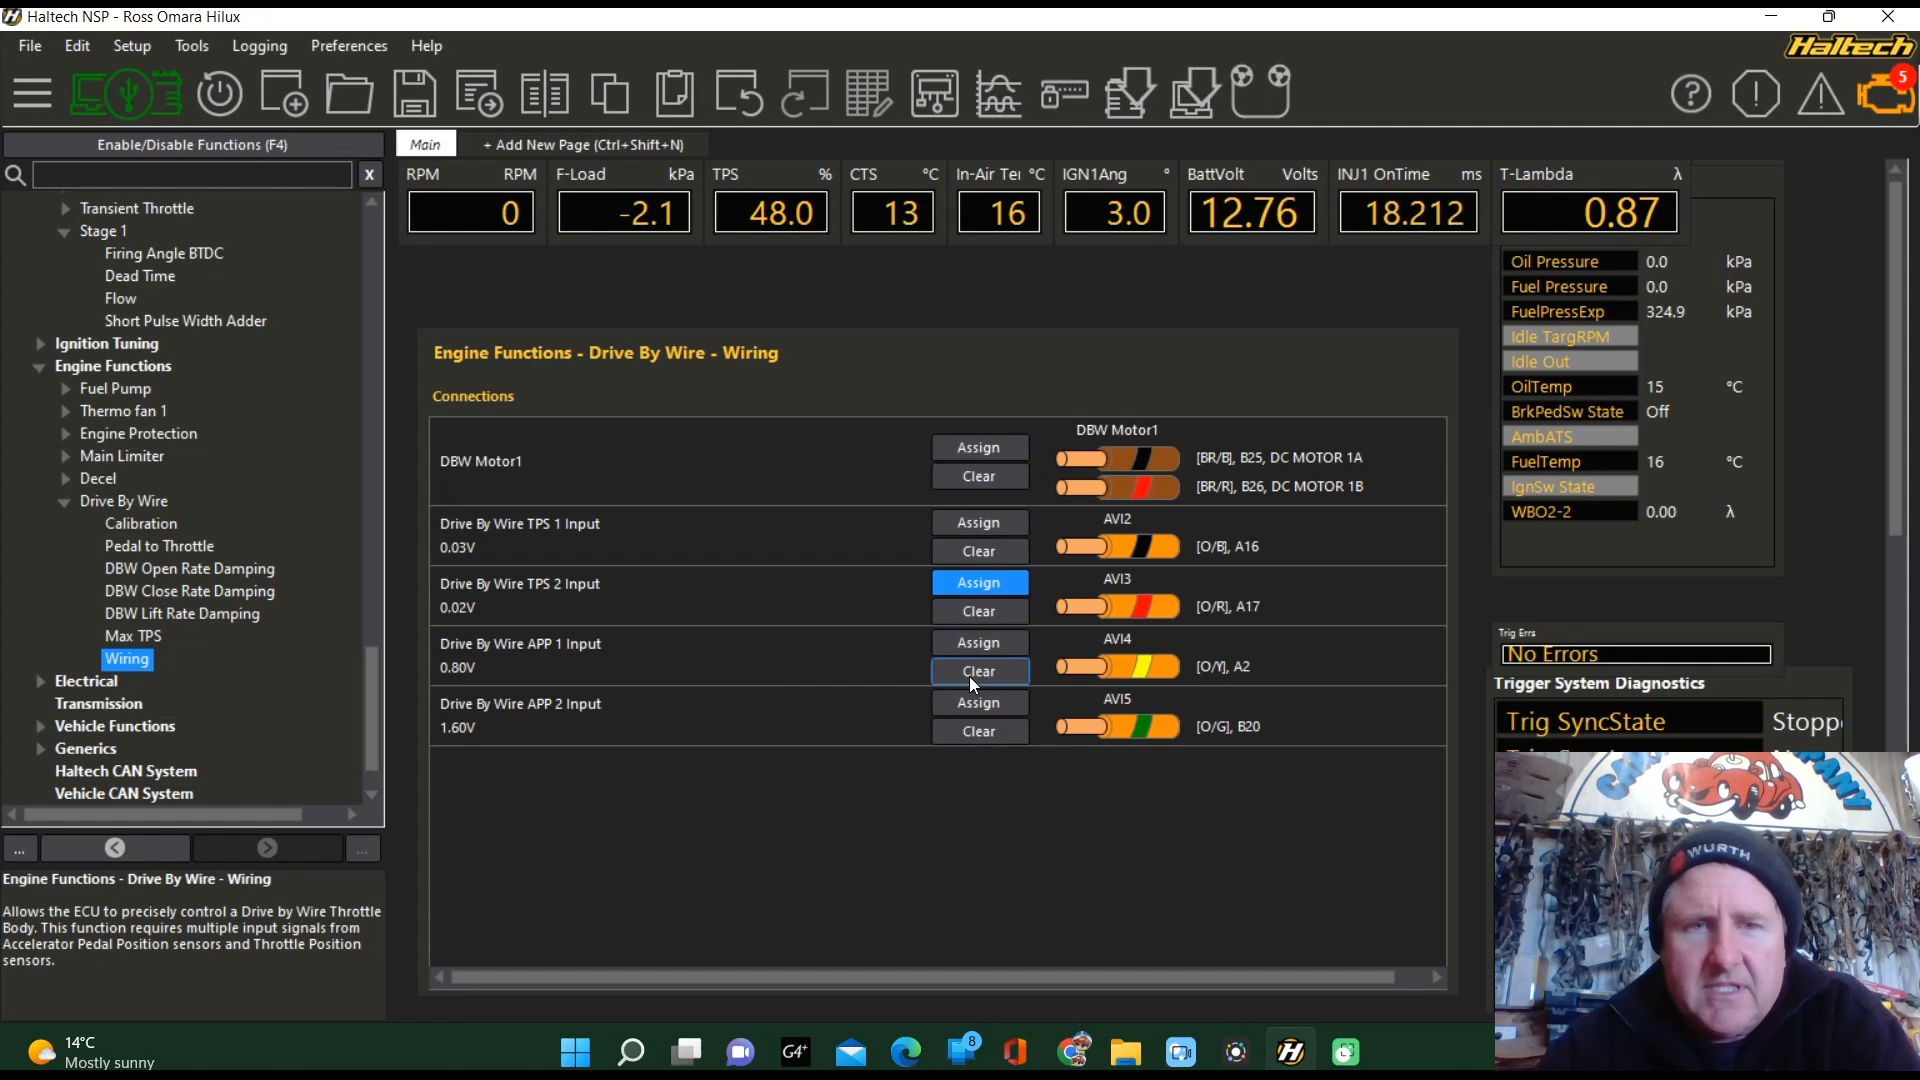 Haltech NSP - Ross Omara Hilux
File Edit Setup Tools Logging Preferences Help
Haltech
5
Enable/Disable Functions (F4)
Main
+ Add New Page (Ctrl+Shift+N)
X
RPM RPM
0
F-Load kPa
-2.1
TPS %
48.0
CTS °C
13
In-Air Ter °C
16
IGN1Ang °
3.0
BattVolt Volts
12.76
INJ1 OnTime ms
18.212
T-Lambda λ
0.87
Transient Throttle
Stage 1
Firing Angle BTDC
Dead Time
Flow
Short Pulse Width Adder
Ignition Tuning
Engine Functions
Fuel Pump
Thermo fan 1
Engine Protection
Main Limiter
Decel
Drive By Wire
Calibration
Pedal to Throttle
DBW Open Rate Damping
DBW Close Rate Damping
DBW Lift Rate Damping
Max TPS
Wiring
Electrical
Transmission
Vehicle Functions
Generics
Haltech CAN System
Vehicle CAN System
...
...
Engine Functions - Drive By Wire - Wiring
Allows the ECU to precisely control a Drive by Wire Throttle
Body. This function requires multiple input signals from
Accelerator Pedal Position sensors and Throttle Position
sensors.
Engine Functions - Drive By Wire - Wiring
Connections
DBW Motor1
Assign
Clear
DBW Motor1
[BR/B], B25, DC MOTOR 1A
[BR/R], B26, DC MOTOR 1B
Drive By Wire TPS 1 Input
0.03V
Assign
Clear
AVI2
[O/B], A16
Drive By Wire TPS 2 Input
0.02V
Assign
Clear
AVI3
[O/R], A17
Drive By Wire APP 1 Input
0.80V
Assign
Clear
AVI4
[O/Y], A2
Drive By Wire APP 2 Input
1.60V
Assign
Clear
AVI5
[O/G], B20
Oil Pressure 0.0 kPa
Fuel Pressure 0.0 kPa
FuelPressExp 324.9 kPa
Idle TargRPM
Idle Out
OilTemp 15 °C
BrkPedSw State Off
AmbATS
FuelTemp 16 °C
IgnSw State
WBO2-2 0.00 λ
Trig Errs
No Errors
Trigger System Diagnostics
Trig SyncState Stopp
WURTH
14°C
Mostly sunny
G4+
8
H